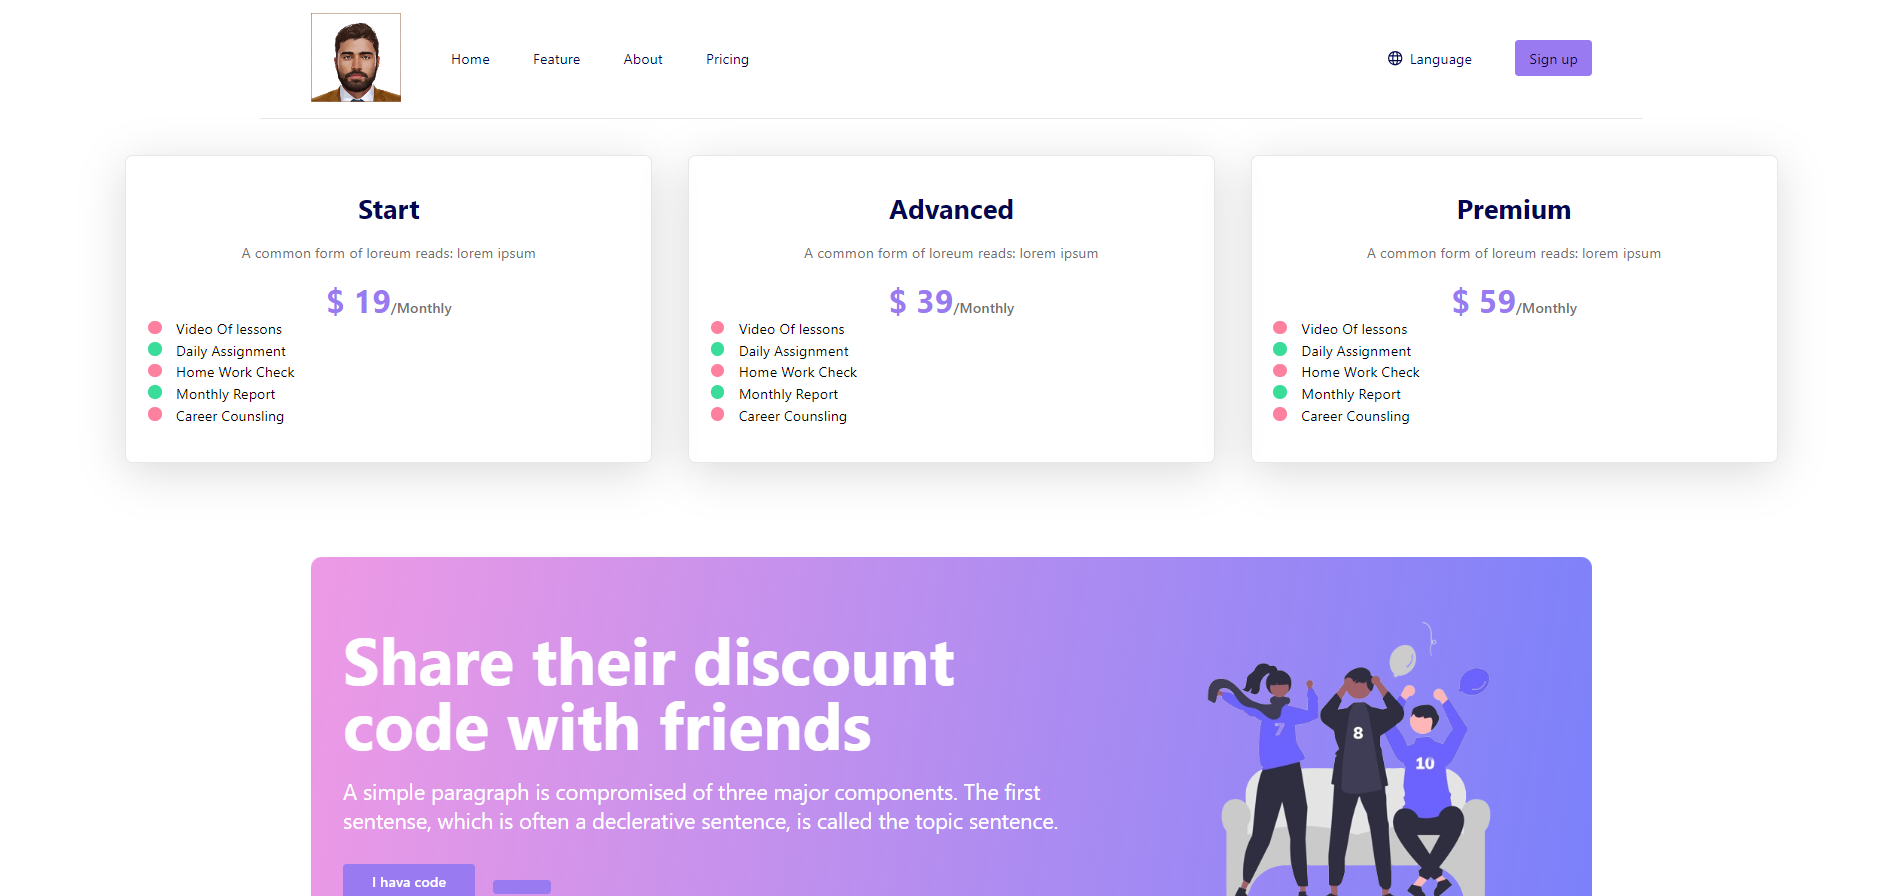 Home
Feature
About
Pricing
Language
Sign up
Start
A common form of loreum reads: lorem ipsum
$ 19/Monthly
Video Of lessons
Daily Assignment
Home Work Check
Monthly Report
Career Counsling
Advanced
A common form of loreum reads: lorem ipsum
$ 39/Monthly
Video Of lessons
Daily Assignment
Home Work Check
Monthly Report
Career Counsling
Premium
A common form of loreum reads: lorem ipsum
$ 59/Monthly
Video Of lessons
Daily Assignment
Home Work Check
Monthly Report
Career Counsling
Share their discount
code with friends
A simple paragraph is compromised of three major components. The first
sentense, which is often a declerative sentence, is called the topic sentence.
I hava code
7
8
10